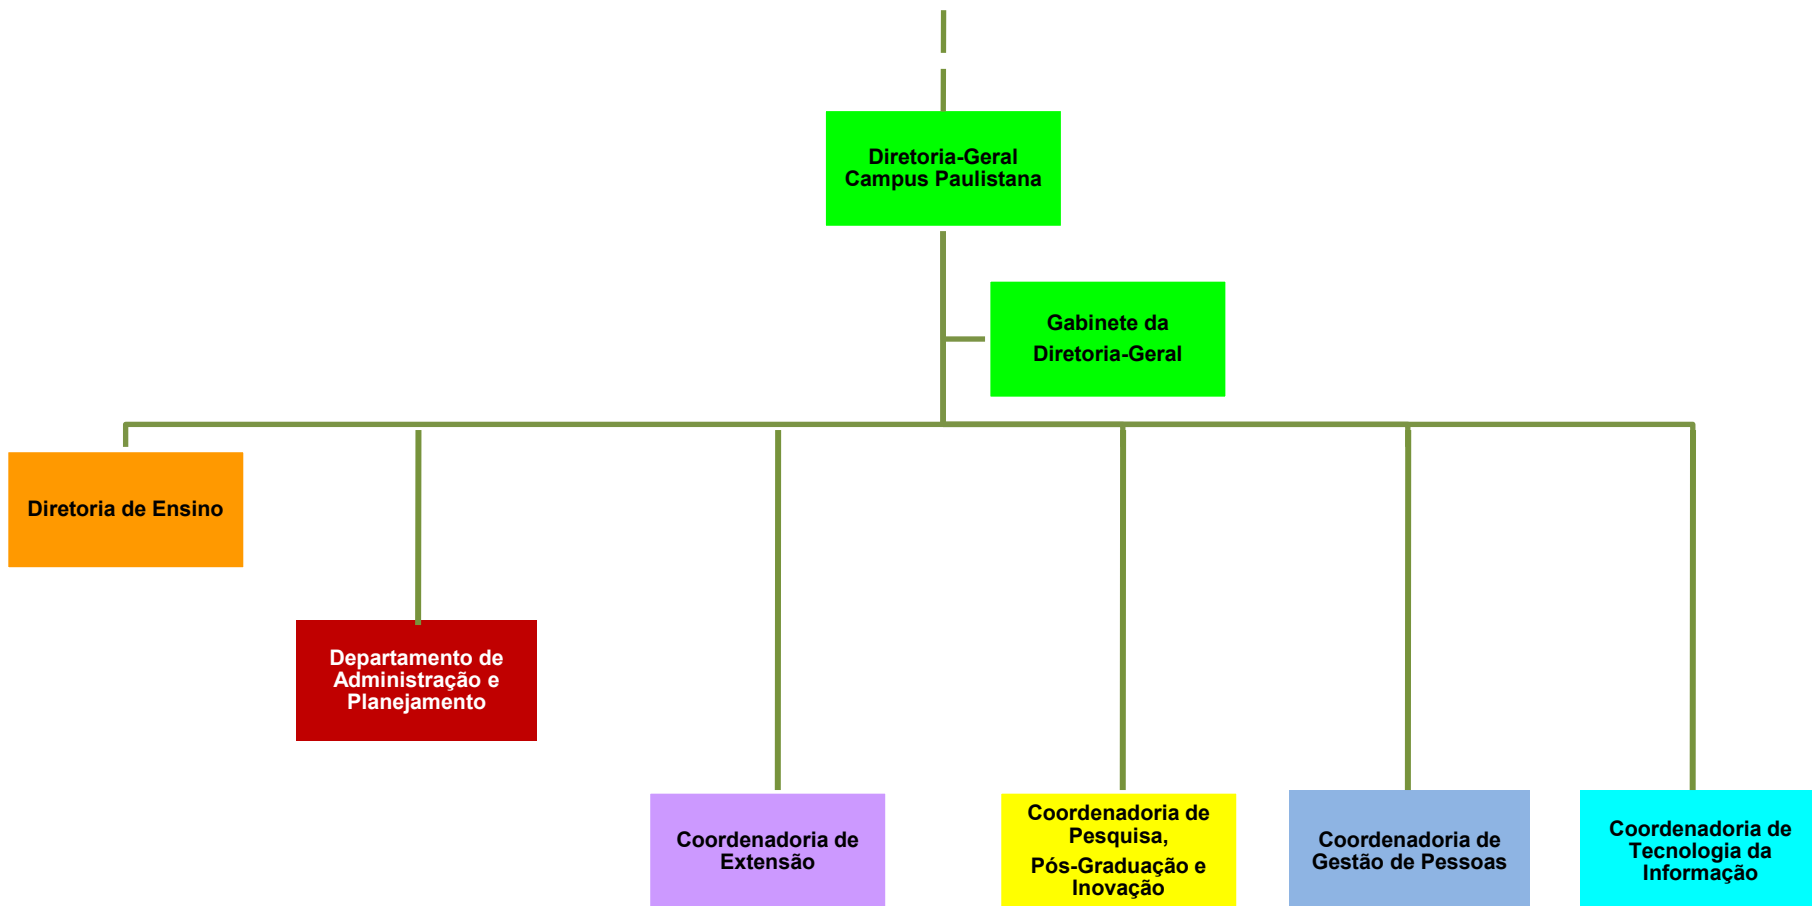 Diretoria-Geral
Campus Paulistana
Gabinete da
Diretoria-Geral
Diretoria de Ensino
Departamento de
Administração e
Planejamento
Coordenadoria de
Extensão
Coordenadoria de
Pesquisa,
Pós-Graduação e
Inovação
Coordenadoria de
Gestão de Pessoas
Coordenadoria de
Tecnologia da
Informação